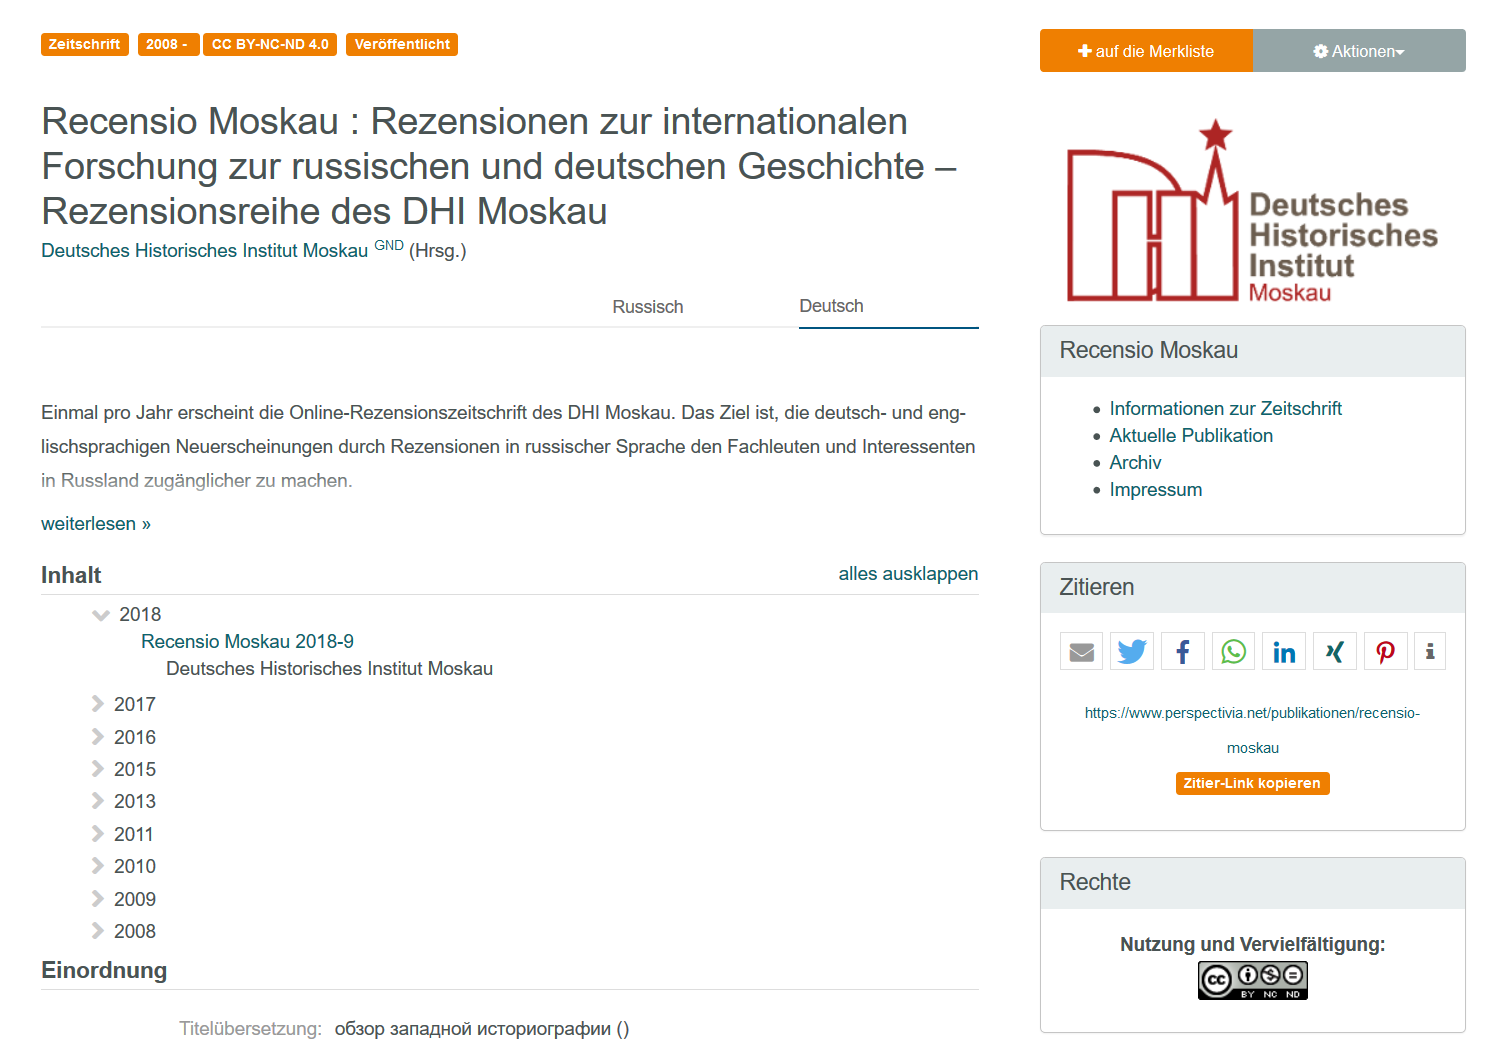 Zeitschrift 2008 - CC BY-NC-ND 4.0 Veröffentlicht
auf die Merkliste Aktionen
Recensio Moskau : Rezensionen zur internationalen
Forschung zur russischen und deutschen Geschichte –
Rezensionsreihe des DHI Moskau
Deutsches Historisches Institut Moskau GND (Hrsg.)
Russisch Deutsch
Einmal pro Jahr erscheint die Online-Rezensionszeitschrift des DHI Moskau. Das Ziel ist, die deutsch- und eng-
lischsprachigen Neuerscheinungen durch Rezensionen in russischer Sprache den Fachleuten und Interessenten
in Russland zugänglicher zu machen.
weiterlesen »
Inhalt alles ausklappen
2018
Recensio Moskau 2018-9
Deutsches Historisches Institut Moskau
2017
2016
2015
2013
2011
2010
2009
2008
Einordnung
Titelübersetzung: обзор западной историографии ()
Deutsches
Historisches
Institut
Moskau
Recensio Moskau
Informationen zur Zeitschrift
Aktuelle Publikation
Archiv
Impressum
Zitieren
https://www.perspectivia.net/publikationen/recensio-
moskau
Zitier-Link kopieren
Rechte
Nutzung und Vervielfältigung:
cc
BY NC ND